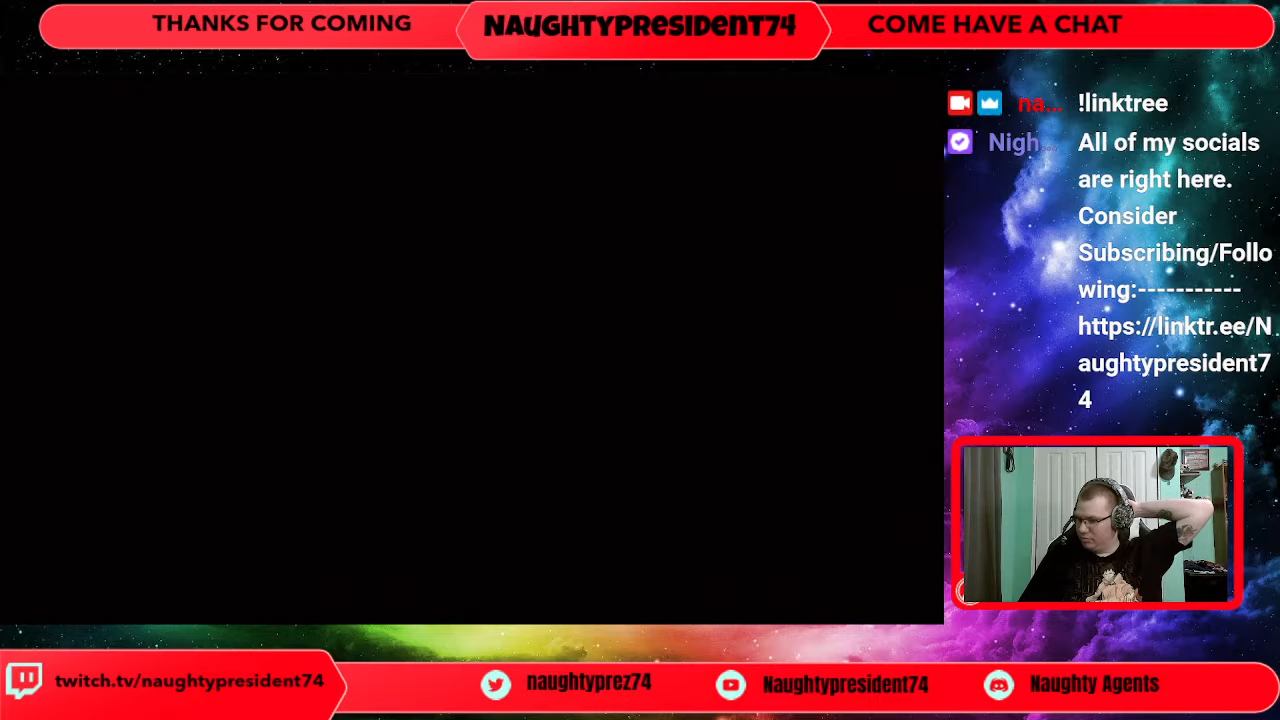 THANKS FOR COMING
NAUGHTYPRESIDENT74
COME HAVE A CHAT
na... !linktree
Nigh... All of my socials
are right here.
Consider
Subscribing/Follo
wing:-----------
https://linktr.ee/N
aughtypresident7
4
twitch.tv/naughtypresident74
naughtyprez74
Naughtypresident74
Naughty Agents